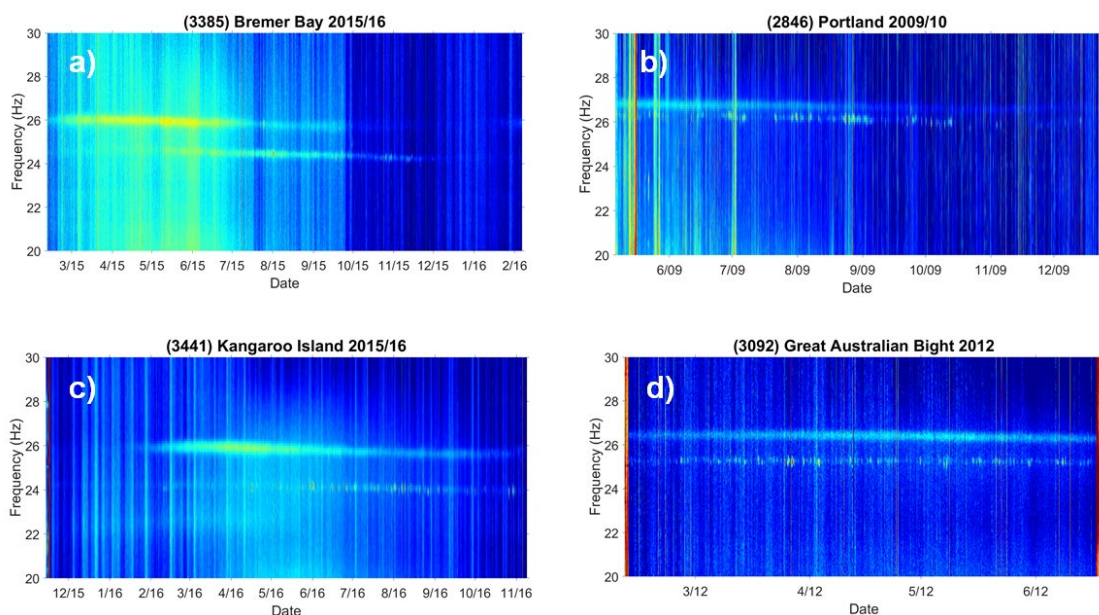 (3385) Bremer Bay 2015/16
a)
30
28
26
24
22
20
Frequency (Hz)
3/15 4/15 5/15 6/15 7/15 8/15 9/15 10/15 11/15 12/15 1/16 2/16
Date
(2846) Portland 2009/10
b)
30
28
26
24
22
20
Frequency (Hz)
6/09 7/09 8/09 9/09 10/09 11/09 12/09
Date
(3441) Kangaroo Island 2015/16
c)
30
28
26
24
22
20
Frequency (Hz)
12/15 1/16 2/16 3/16 4/16 5/16 6/16 7/16 8/16 9/16 10/16 11/16
Date
(3092) Great Australian Bight 2012
d)
30
28
26
24
22
20
Frequency (Hz)
3/12 4/12 5/12 6/12
Date